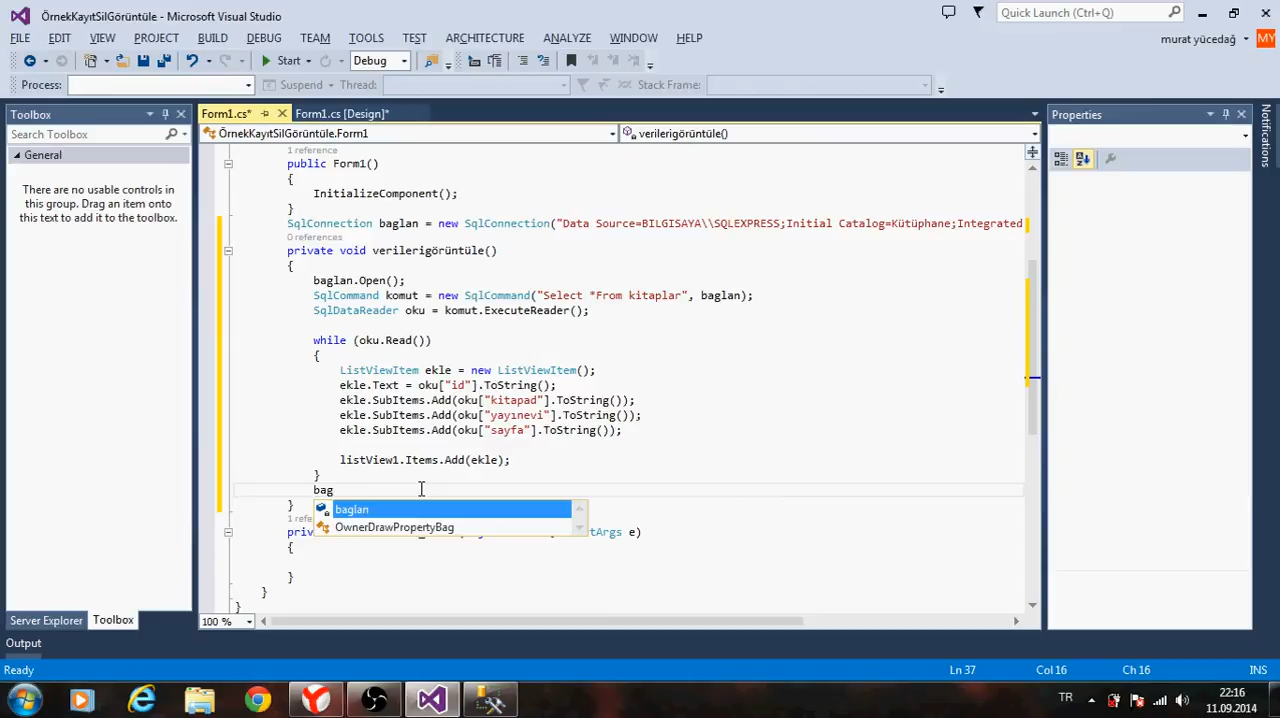 ÖrnekKayıtSilGörüntüle - Microsoft Visual Studio
Quick Launch (Ctrl+Q)
FILE EDIT VIEW PROJECT BUILD DEBUG TEAM TOOLS TEST ARCHITECTURE ANALYZE WINDOW HELP
murat yücedağ MY
Start Debug
Process: Suspend Thread: Stack Frame:
Toolbox
Form1.cs* Form1.cs [Design]*
Properties
Search Toolbox
ÖrnekKayıtSilGörüntüle.Form1
verilerigörüntüle()
Notifications
General
There are no usable controls in
this group. Drag an item onto
this text to add it to the toolbox.
1 reference
public Form1()
{
InitializeComponent();
}
SqlConnection baglan = new SqlConnection("Data Source=BILGISAYA\\SQLEXPRESS;Initial Catalog=Kütüphane;Integrated
0 references
private void verilerigörüntüle()
{
baglan.Open();
SqlCommand komut = new SqlCommand("Select *From kitaplar", baglan);
SqlDataReader oku = komut.ExecuteReader();
while (oku.Read())
{
ListViewItem ekle = new ListViewItem();
ekle.Text = oku["id"].ToString();
ekle.SubItems.Add(oku["kitapad"].ToString());
ekle.SubItems.Add(oku["yayınevi"].ToString());
ekle.SubItems.Add(oku["sayfa"].ToString());
listView1.Items.Add(ekle);
}
bag
}
baglan
OwnerDrawPropertyBag
e)
{
}
}
}
Server Explorer Toolbox
100 %
Output
Ready
Ln 37 Col 16 Ch 16 INS
TR
22:16
11.09.2014